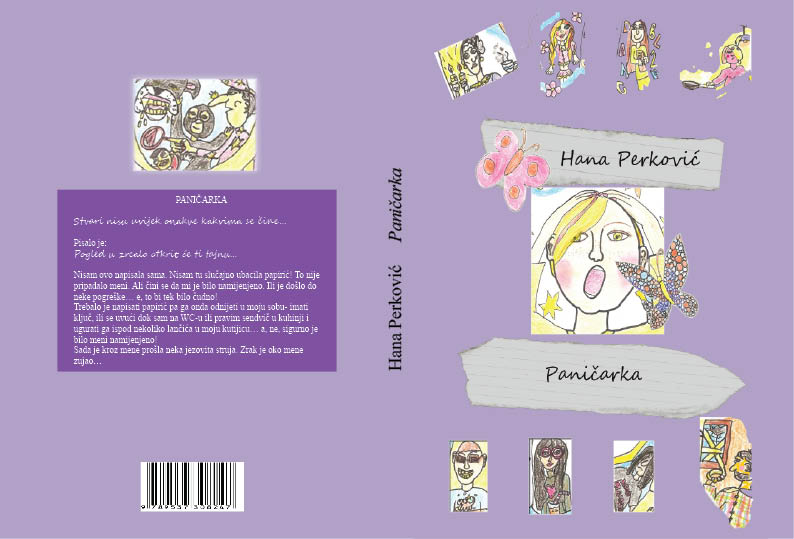 PANIČARKA
Stvari nisu uvijek onakve kakvima se čine...
Pisalo je:
Pogled u zrcalo otkrit će ti tajnu...
Nisam ovo napisala sama. Nisam tu slučajno ubacila papirić! To nije
pripadalo meni. Ali čini se da mi je bilo namijenjeno. Ili je došlo do
neke pogreške… e, to bi tek bilo čudno!
Trebalo je napisati papirić pa ga onda odnijeti u moju sobu- imati
ključ, ili se uvući dok sam na WC-u ili pravim sendvič u kuhinji i
ugurati ga ispod nekoliko lančića u moju kutijicu… a, ne, sigurno je
bilo meni namijenjeno!
Sada je kroz mene prošla neka jezovita struja. Zrak je oko mene
zujao…
9 789537 308247
Hana Perković Paničarka
Hana Perković
Paničarka